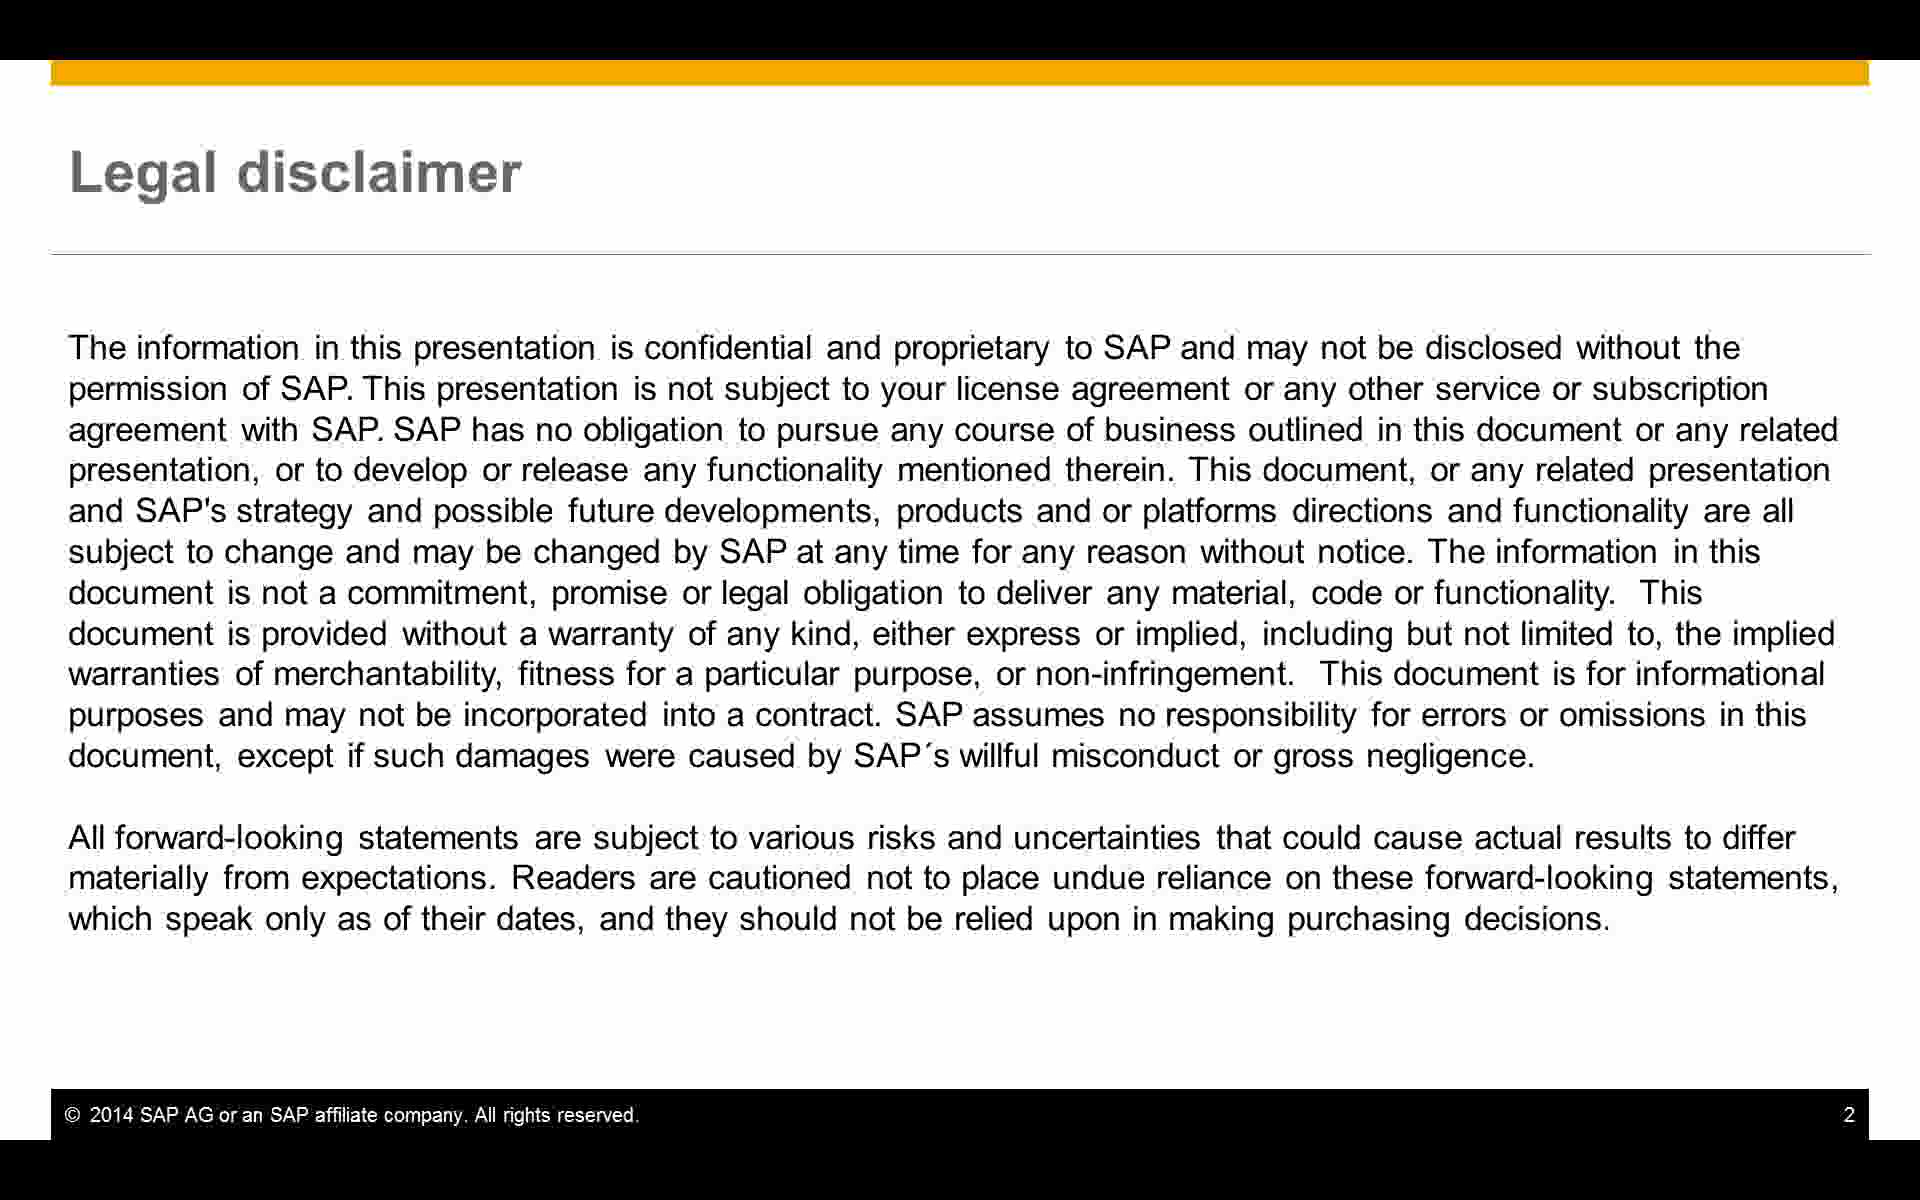 Legal disclaimer
The information in this presentation is confidential and proprietary to SAP and may not be disclosed without the
permission of SAP. This presentation is not subject to your license agreement or any other service or subscription
agreement with SAP. SAP has no obligation to pursue any course of business outlined in this document or any related
presentation, or to develop or release any functionality mentioned therein. This document, or any related presentation
and SAP's strategy and possible future developments, products and or platforms directions and functionality are all
subject to change and may be changed by SAP at any time for any reason without notice. The information in this
document is not a commitment, promise or legal obligation to deliver any material, code or functionality.  This
document is provided without a warranty of any kind, either express or implied, including but not limited to, the implied
warranties of merchantability, fitness for a particular purpose, or non-infringement.  This document is for informational
purposes and may not be incorporated into a contract. SAP assumes no responsibility for errors or omissions in this
document, except if such damages were caused by SAP´s willful misconduct or gross negligence.
All forward-looking statements are subject to various risks and uncertainties that could cause actual results to differ
materially from expectations. Readers are cautioned not to place undue reliance on these forward-looking statements,
which speak only as of their dates, and they should not be relied upon in making purchasing decisions.
© 2014 SAP AG or an SAP affiliate company. All rights reserved. 2